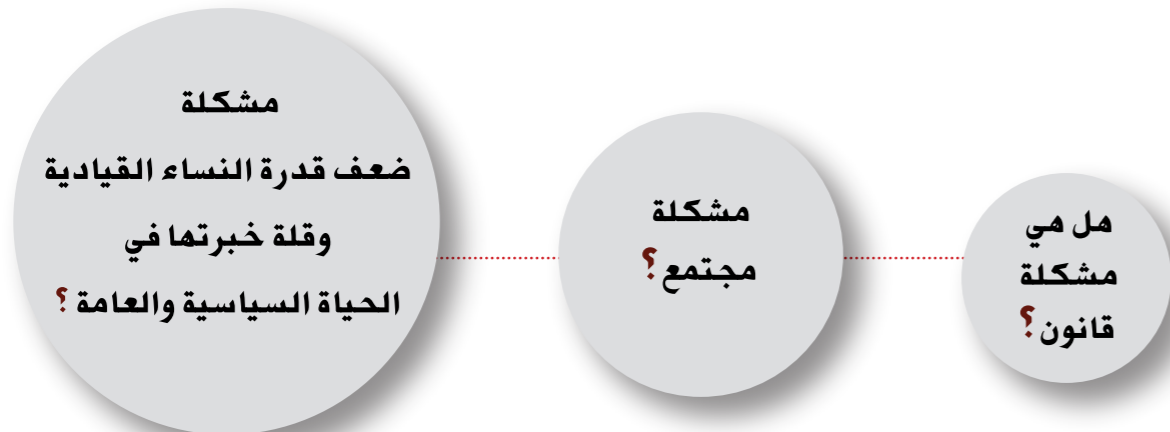 هل هي
مشكلة
قانون؟
مشكلة
مجتمع؟
مشكلة
ضعف قدرة النساء القيادية
وقلة خبرتها في
الحياة السياسية والعامة ؟